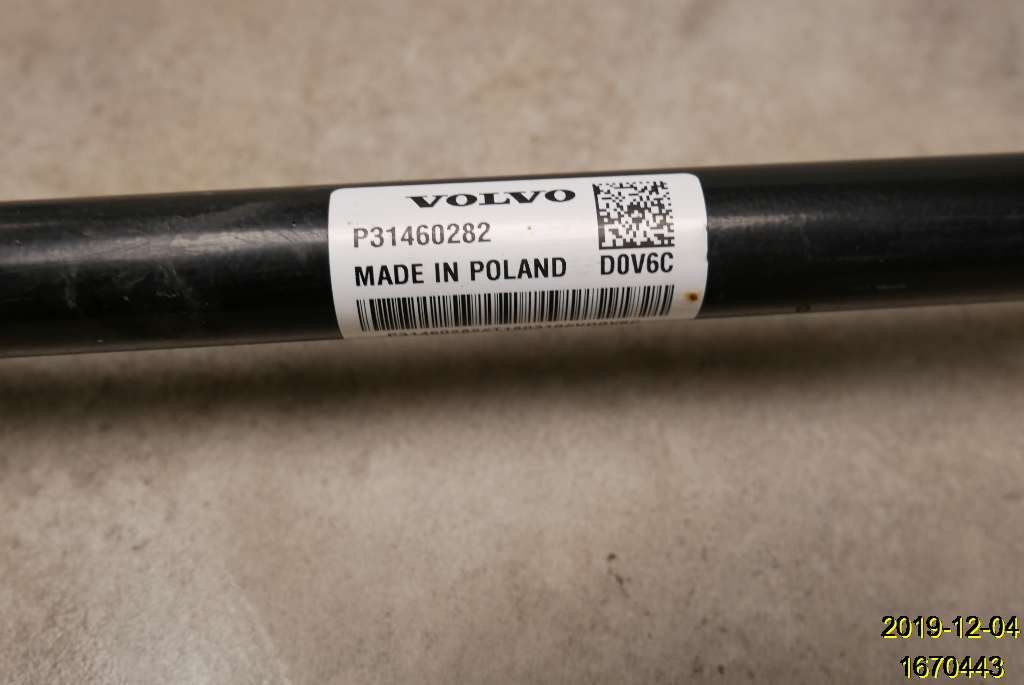 VOLVO
P31460282
MADE IN POLAND D0V6C
2019-12-04
1670443